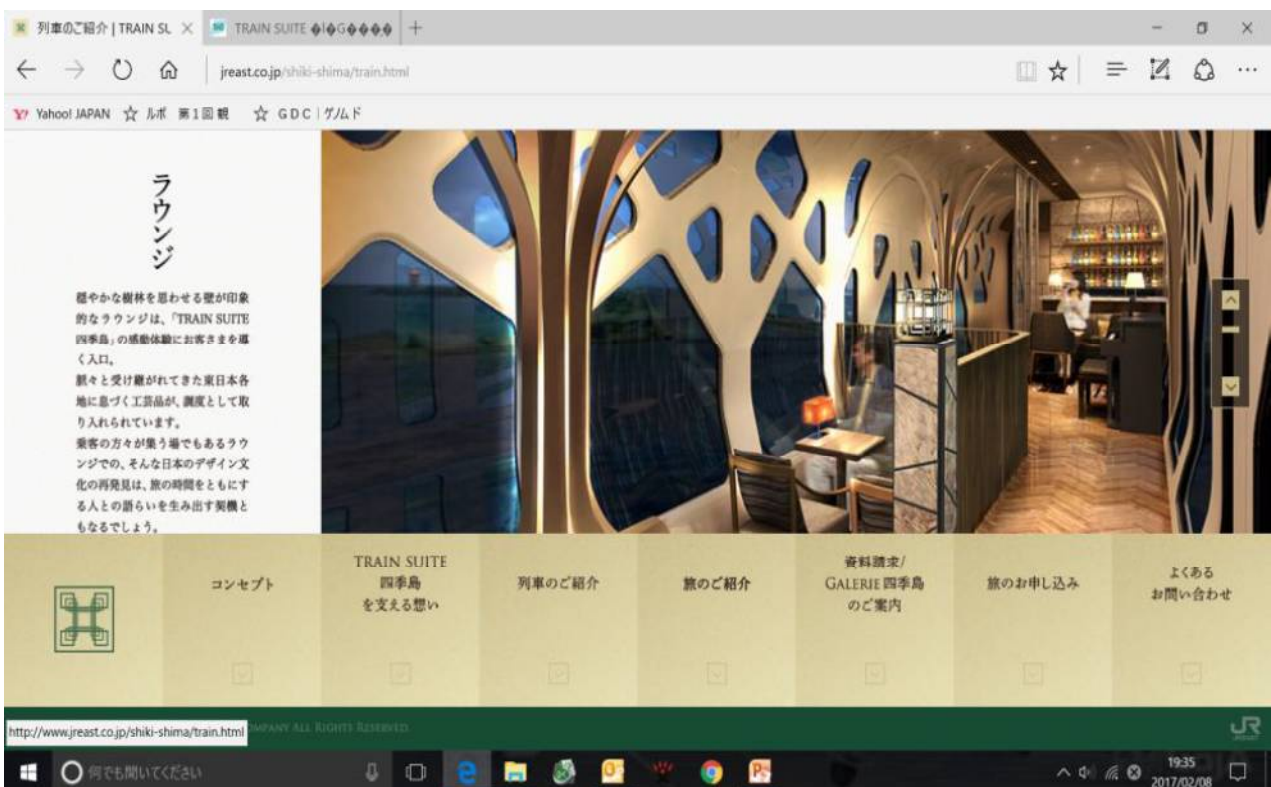 列車のご紹介 | TRAIN SU
TRAIN SUITE �l�G����
jreast.co.jp/shiki-shima/train.html
Yahoo! JAPAN
ルポ 第1回 観
GDC | ゲノムド
ラウンジ
穏やかな樹林を思わせる壁が印象
的なラウンジは、「TRAIN SUITE
四季島」の感動体験にお客さまを導
く入口。
脈々と受け継がれてきた東日本各
地に息づく工芸品が、調度として取
り入れられています。
乗客の方々が集う場でもあるラウ
ンジでの、そんな日本のデザイン文
化の再発見は、旅の時間をともにす
る人との語らいを生み出す契機と
もなるでしょう。
コンセプト
TRAIN SUITE
四季島
を支える想い
列車のご紹介
旅のご紹介
資料請求/
GALERIE 四季島
のご案内
旅のお申し込み
よくある
お問い合わせ
http://www.jreast.co.jp/shiki-shima/train.html
OMPANY ALL RIGHTS RESERVED.
JR
何でも聞いてください
19:35
2017/02/08